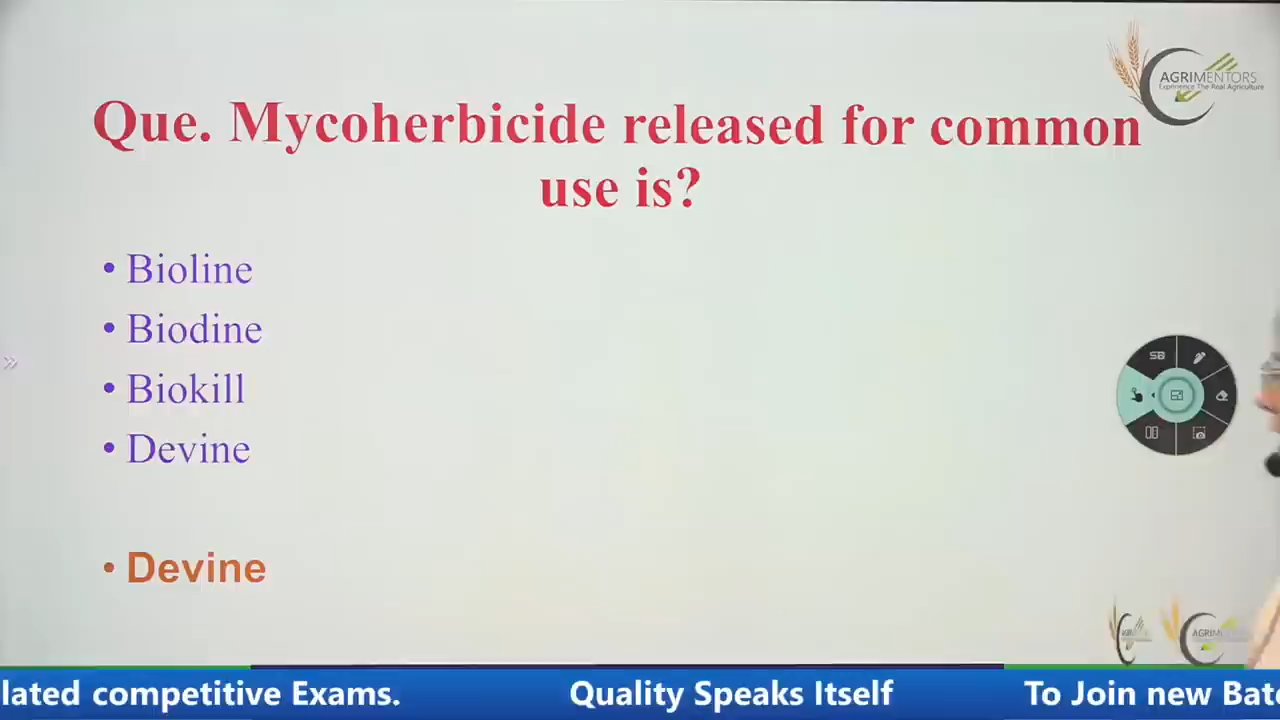 AGRIMENTORS
Experience The Real Agriculture
Que. Mycoherbicide released for common
use is?
• Bioline
• Biodine
• Biokill
• Devine
• Devine
SB
lated competitive Exams.
Quality Speaks Itself
To Join new Bat